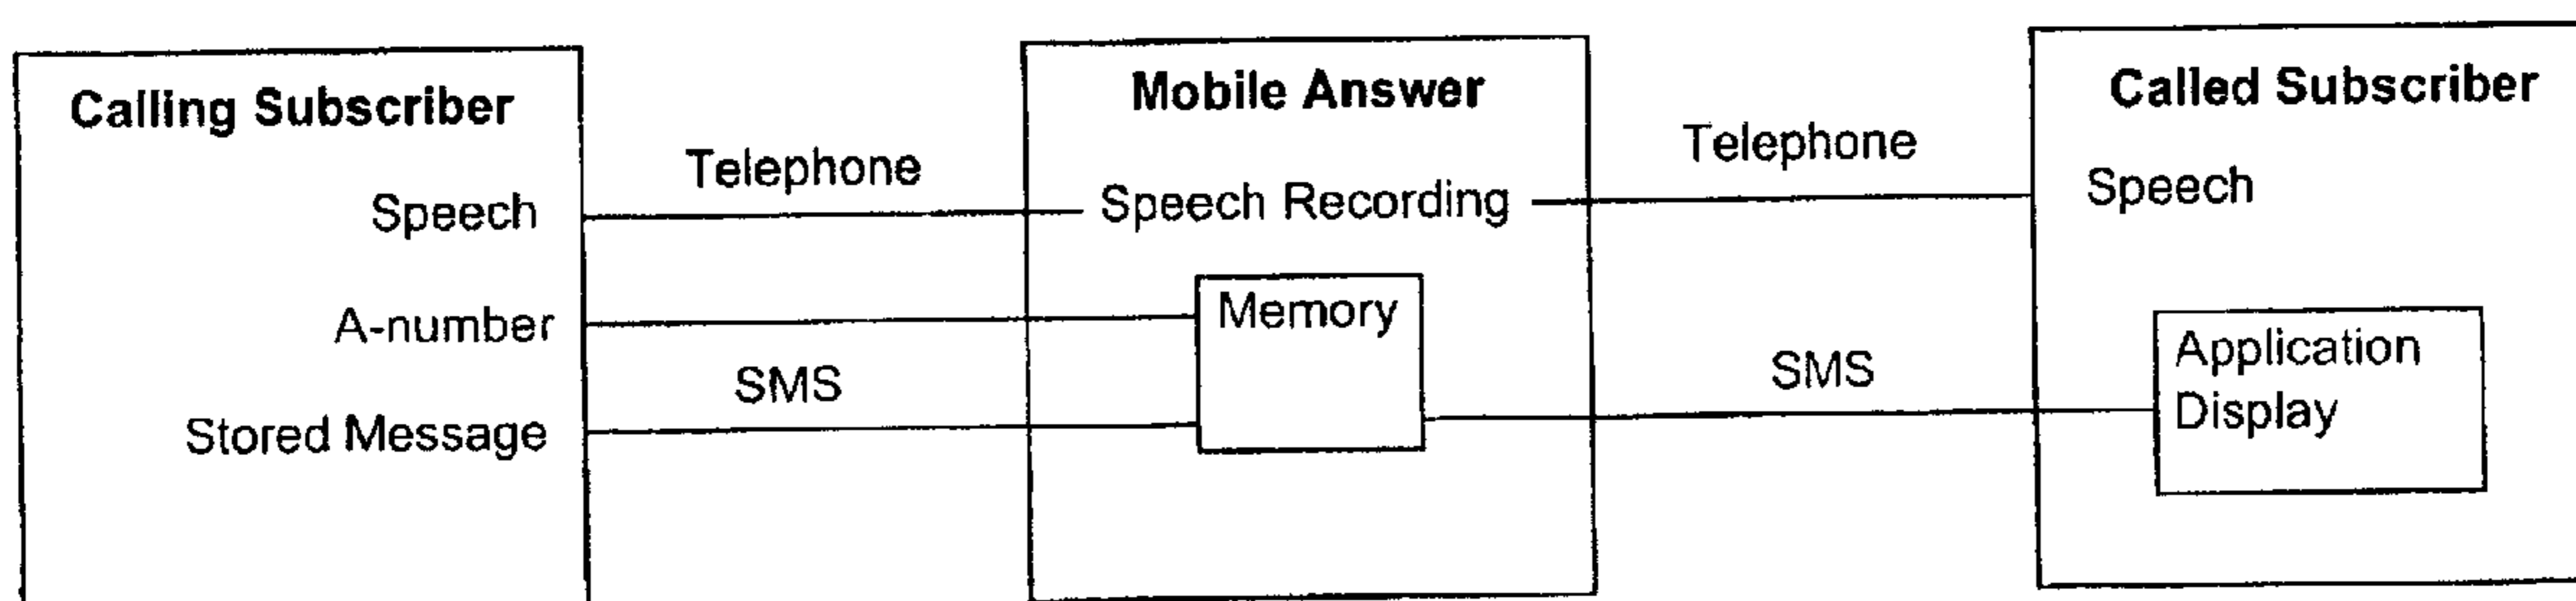 Calling Subscriber
Speech
A-number
Stored Message
Telephone
SMS
Mobile Answer
Speech Recording
Memory
Telephone
SMS
Called Subscriber
Speech
Application
Display